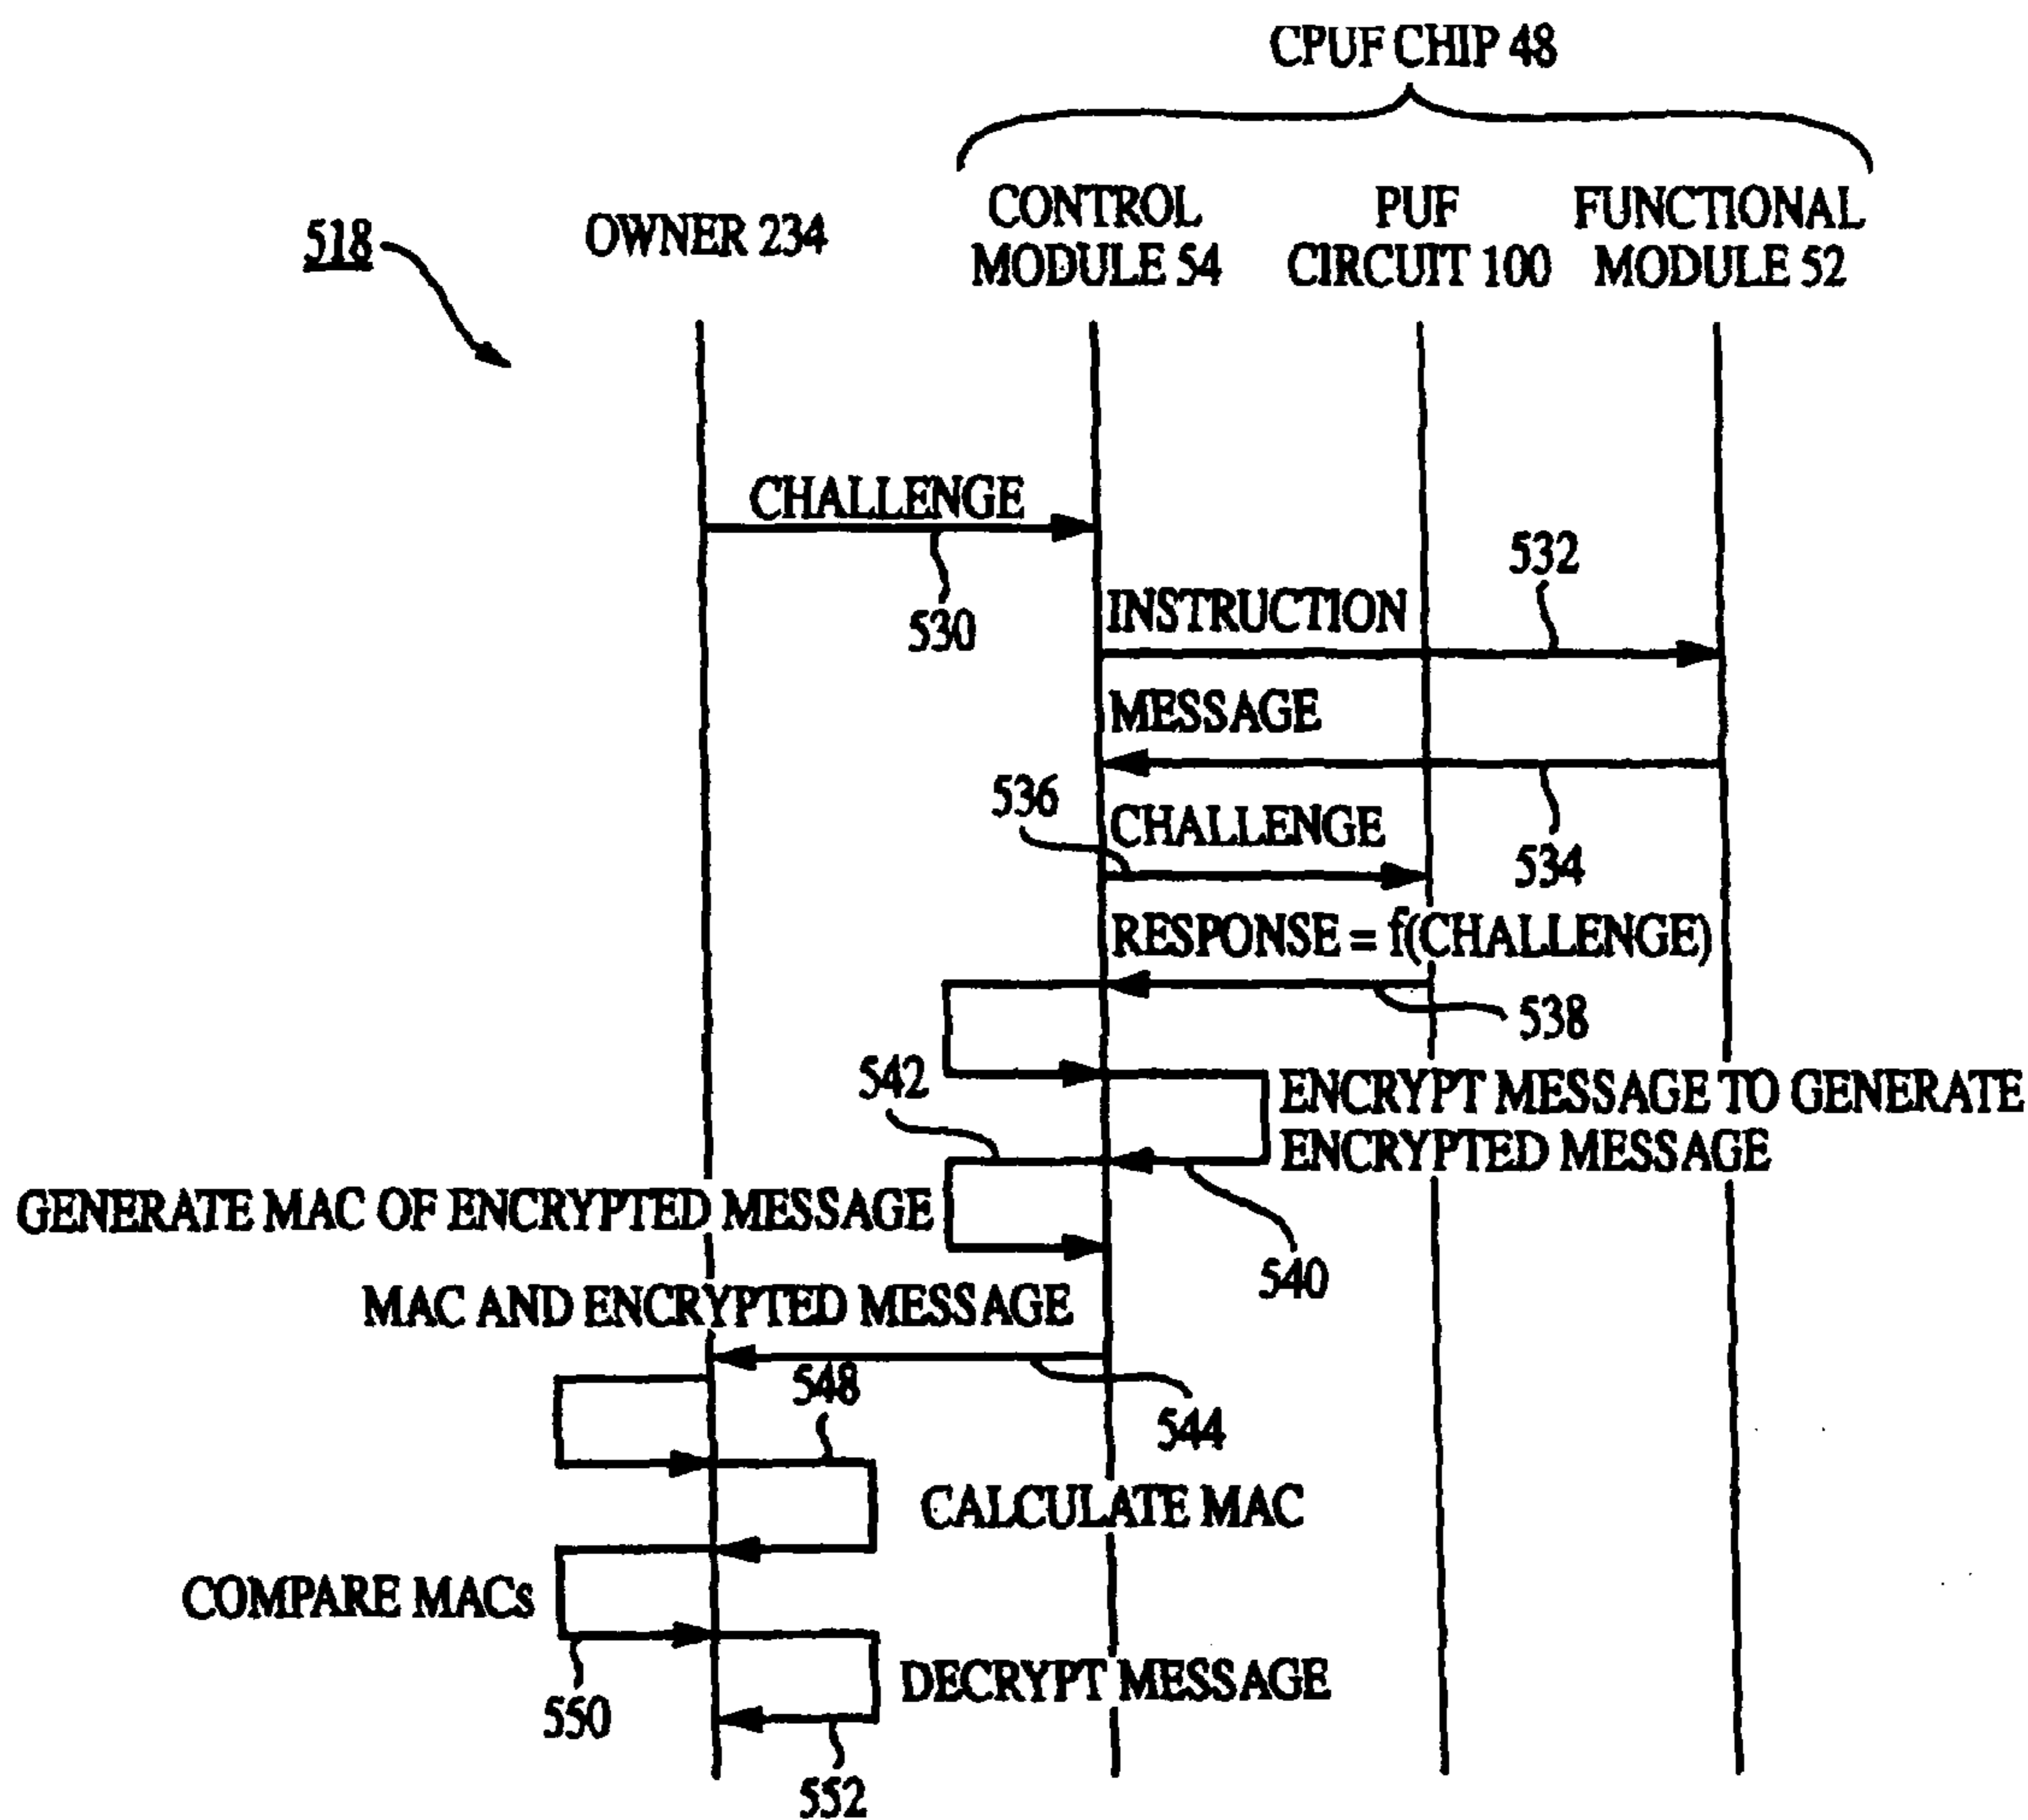 CPUF CHIP 48
518
OWNER 234
CONTROL
MODULE 54
PUF
CIRCUIT 100
FUNCTIONAL
MODULE 52
CHALLENGE
530
532
INSTRUCTION
MESSAGE
534
536
CHALLENGE
RESPONSE = f(CHALLENGE)
538
542
ENCRYPT MESSAGE TO GENERATE
ENCRYPTED MESSAGE
GENERATE MAC OF ENCRYPTED MESSAGE
540
MAC AND ENCRYPTED MESSAGE
548
544
CALCULATE MAC
COMPARE MACs
550
DECRYPT MESSAGE
552